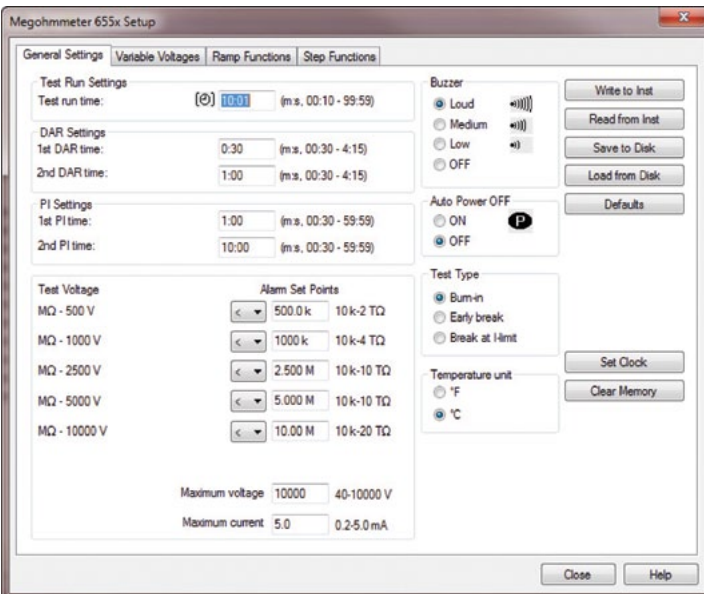 Megohmmeter 655x Setup
General Settings Variable Voltages Ramp Functions Step Functions
Test Run Settings
Test run time: 10:01 (m:s, 00:10 - 99:59)
DAR Settings
1st DAR time: 0:30 (m:s, 00:30 - 4:15)
2nd DAR time: 1:00 (m:s, 00:30 - 4:15)
PI Settings
1st PI time: 1:00 (m:s, 00:30 - 59:59)
2nd PI time: 10:00 (m:s, 00:30 - 59:59)
Test Voltage Alarm Set Points
MΩ - 500 V < 500.0 k 10 k-2 TΩ
MΩ - 1000 V < 1000 k 10 k-4 TΩ
MΩ - 2500 V < 2.500 M 10 k-10 TΩ
MΩ - 5000 V < 5.000 M 10 k-10 TΩ
MΩ - 10000 V < 10.00 M 10 k-20 TΩ
Maximum voltage 10000 40-10000 V
Maximum current 5.0 0.2-5.0 mA
Buzzer
Loud
Medium
Low
OFF
Auto Power OFF
ON P
OFF
Test Type
Burn-in
Early break
Break at I-limit
Temperature unit
°F
°C
Write to Inst
Read from Inst
Save to Disk
Load from Disk
Defaults
Set Clock
Clear Memory
Close Help